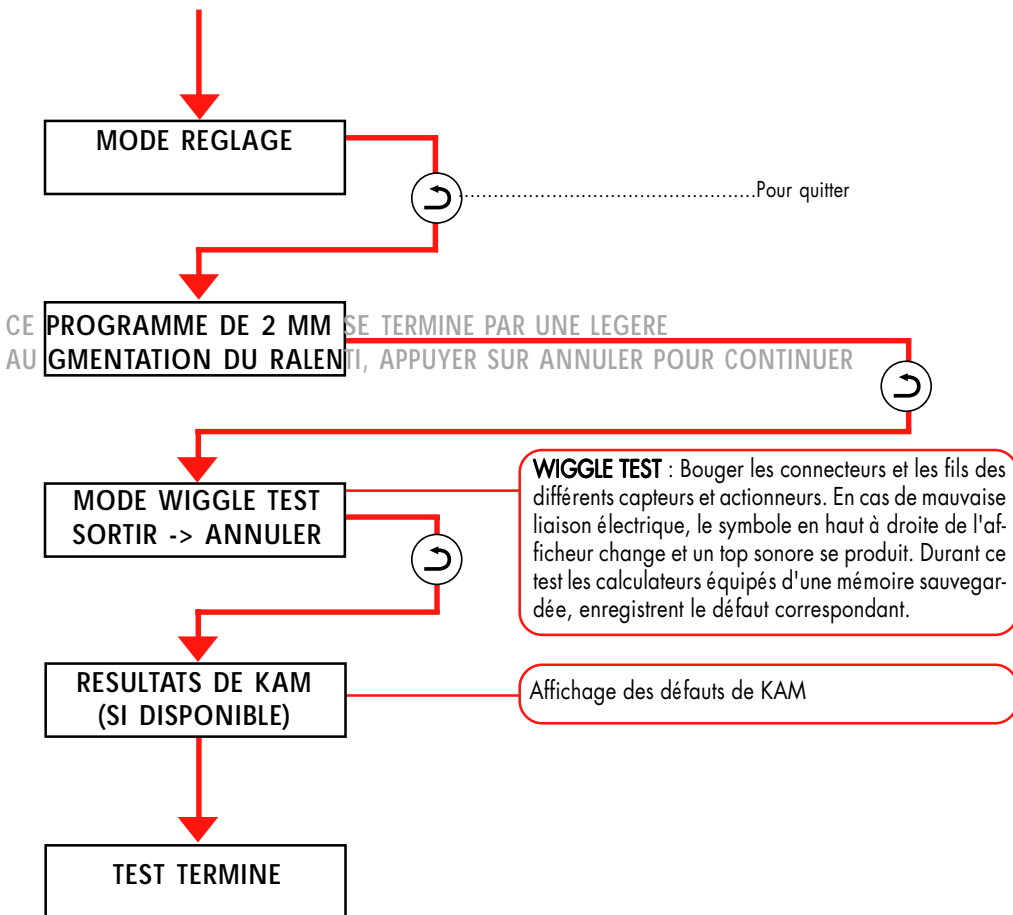 MODE REGLAGE
..................................................Pour quitter
CE PROGRAMME DE 2 MM SE TERMINE PAR UNE LEGERE
AU GMENTATION DU RALENTI, APPUYER SUR ANNULER POUR CONTINUER
MODE WIGGLE TEST
SORTIR -> ANNULER
WIGGLE TEST : Bouger les connecteurs et les fils des
différents capteurs et actionneurs. En cas de mauvaise
liaison électrique, le symbole en haut à droite de l'af-
ficheur change et un top sonore se produit. Durant ce
test les calculateurs équipés d'une mémoire sauvegar-
dée, enregistrent le défaut correspondant.
RESULTATS DE KAM
(SI DISPONIBLE)
Affichage des défauts de KAM
TEST TERMINE